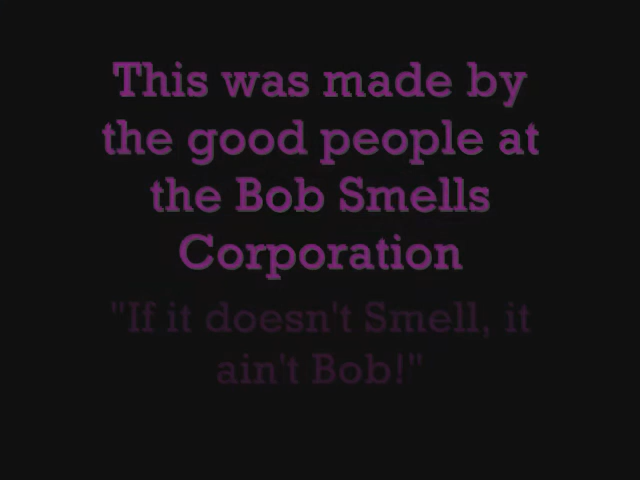 This was made by
the good people at
the Bob Smells
Corporation
"If it doesn't Smell, it
ain't Bob!"